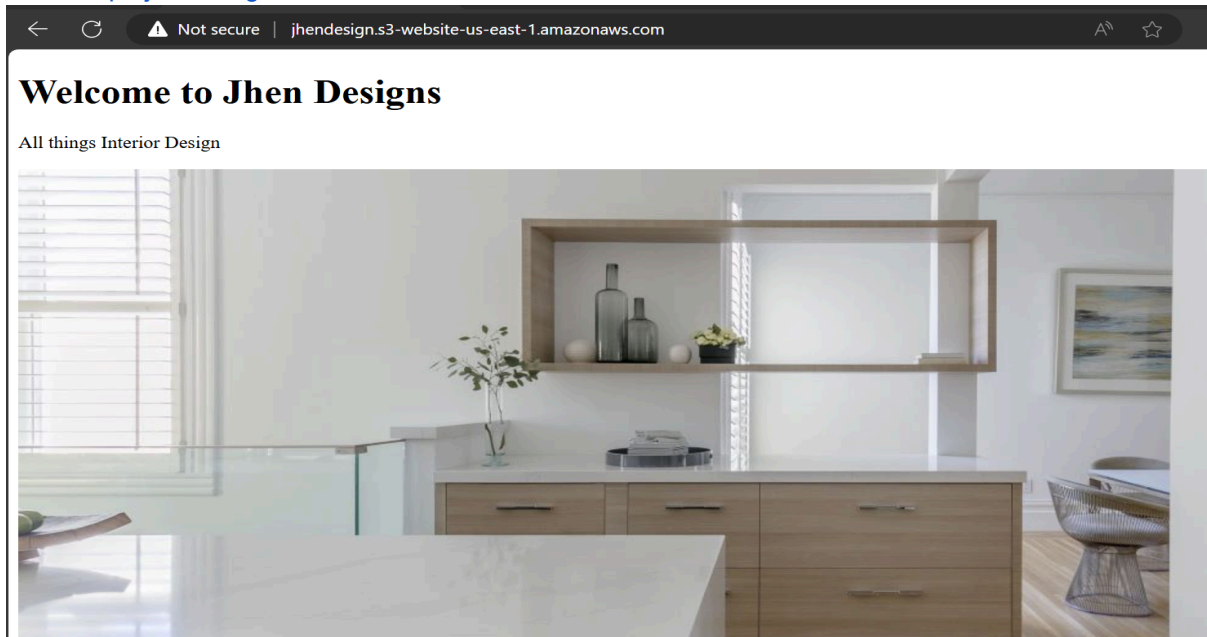 Not secure | jhendesign.s3-website-us-east-1.amazonaws.com
Welcome to Jhen Designs
All things Interior Design